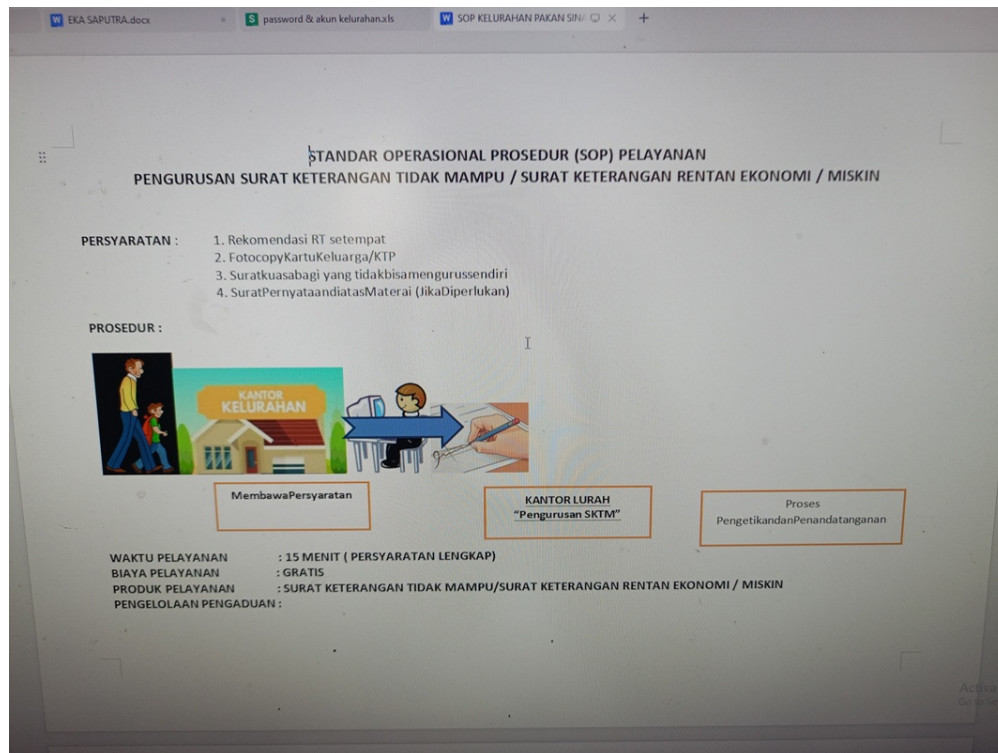 EKA SAPUTRA.docx
password & akun kelurahan.xls
SOP KELURAHAN PAKAN SINA
STANDAR OPERASIONAL PROSEDUR (SOP) PELAYANAN
PENGURUSAN SURAT KETERANGAN TIDAK MAMPU / SURAT KETERANGAN RENTAN EKONOMI / MISKIN
PERSYARATAN :
1. Rekomendasi RT setempat
2. FotocopyKartuKeluarga/KTP
3. Suratkuasabagi yang tidakbisamengurussendiri
4. SuratPernyataandiatasMaterai (JikaDiperlukan)
PROSEDUR :
KANTOR
KELURAHAN
MembawaPersyaratan
KANTOR LURAH
"Pengurusan SKTM"
Proses
PengetikandanPenandatanganan
WAKTU PELAYANAN : 15 MENIT ( PERSYARATAN LENGKAP)
BIAYA PELAYANAN : GRATIS
PRODUK PELAYANAN : SURAT KETERANGAN TIDAK MAMPU/SURAT KETERANGAN RENTAN EKONOMI / MISKIN
PENGELOLAAN PENGADUAN :